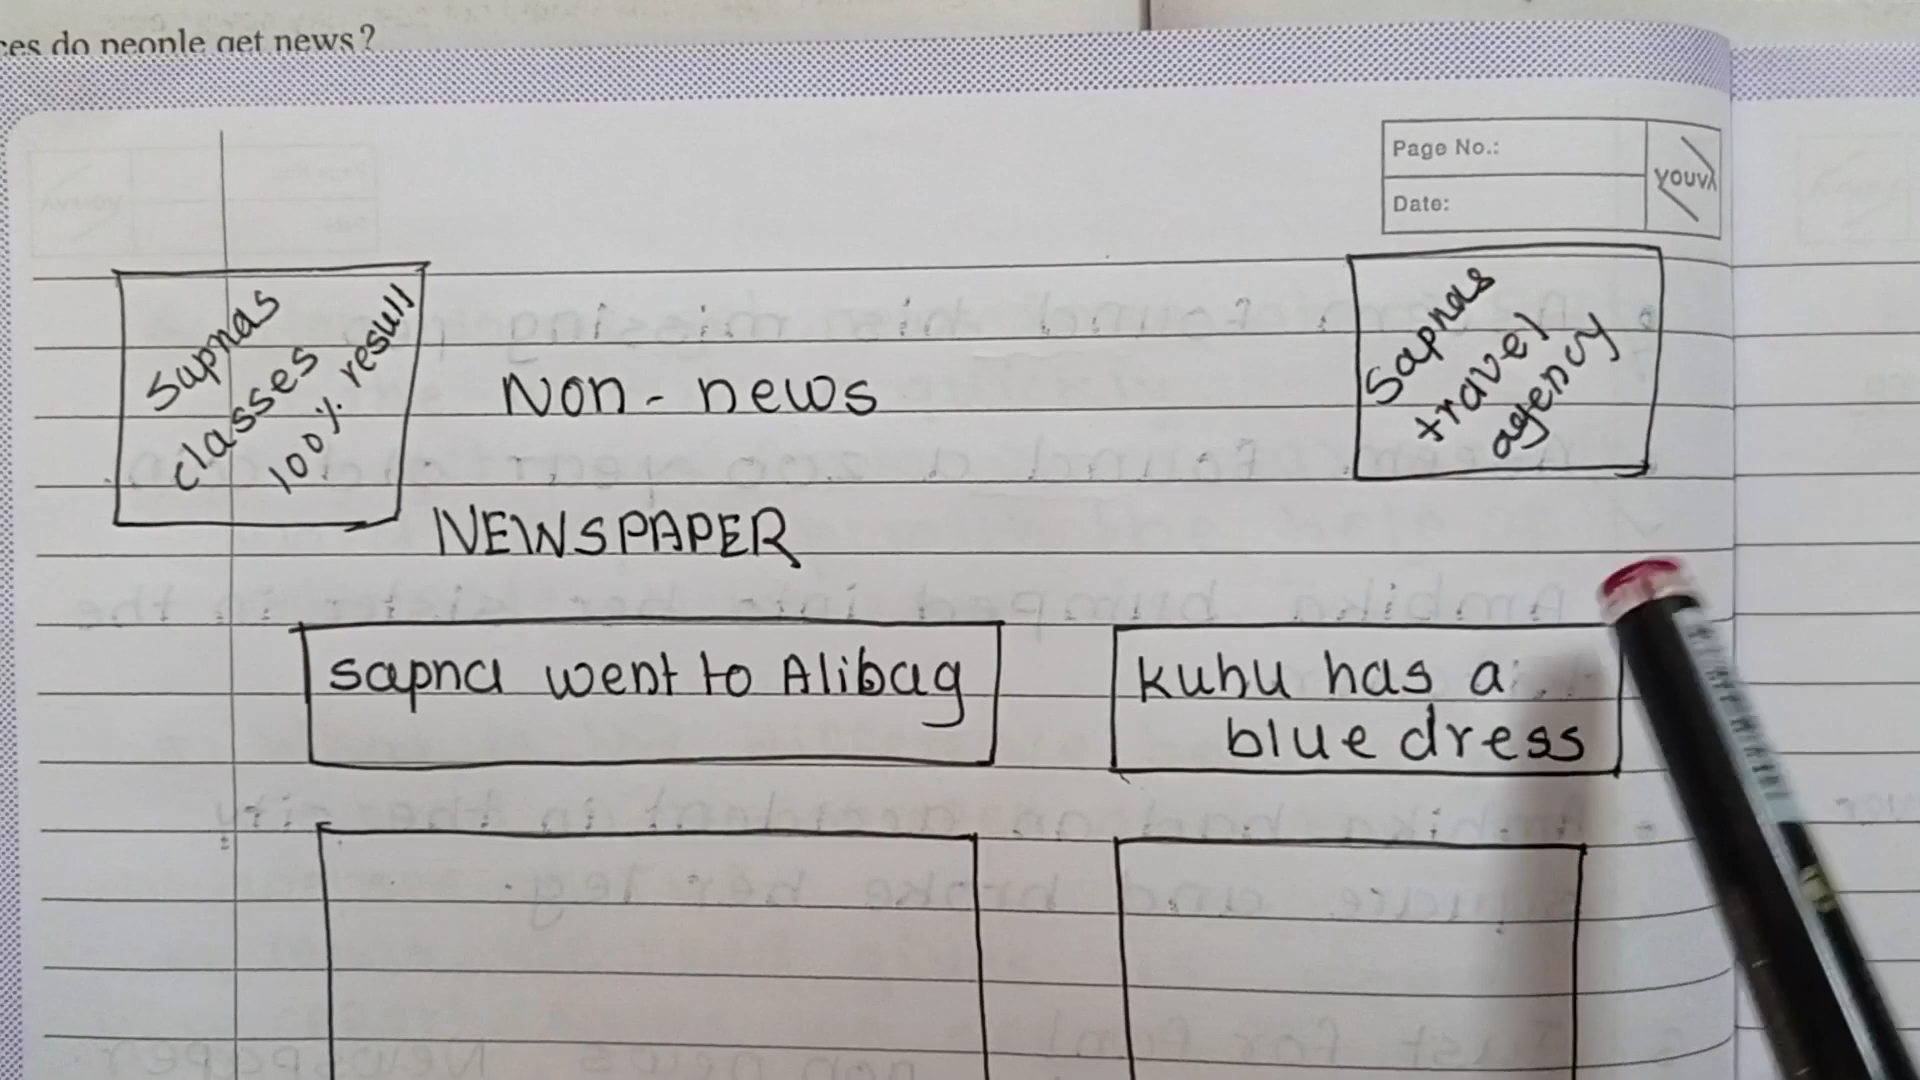 do people get news?
Page No.:
Date:
YOUVA
Sapnas
classes
100% result
Non-news
Sapnas
travel
agency
NEWSPAPER
sapna went to Alibag
kuhu has a
blue dress